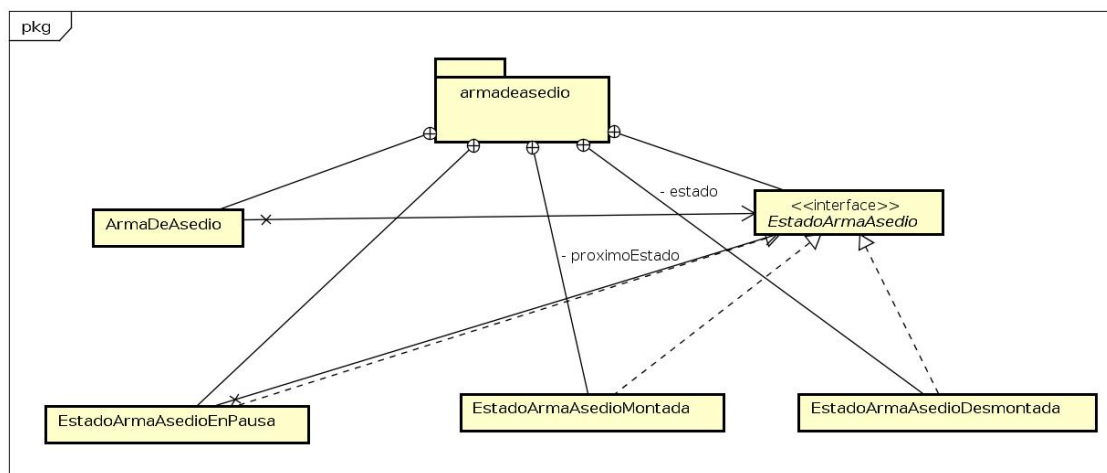 pkg
armadeasedio
- estado
<<interface>>
EstadoArmaAsedio
ArmaDeAsedio
- proximoEstado
EstadoArmaAsedioEnPausa
EstadoArmaAsedioMontada
EstadoArmaAsedioDesmontada